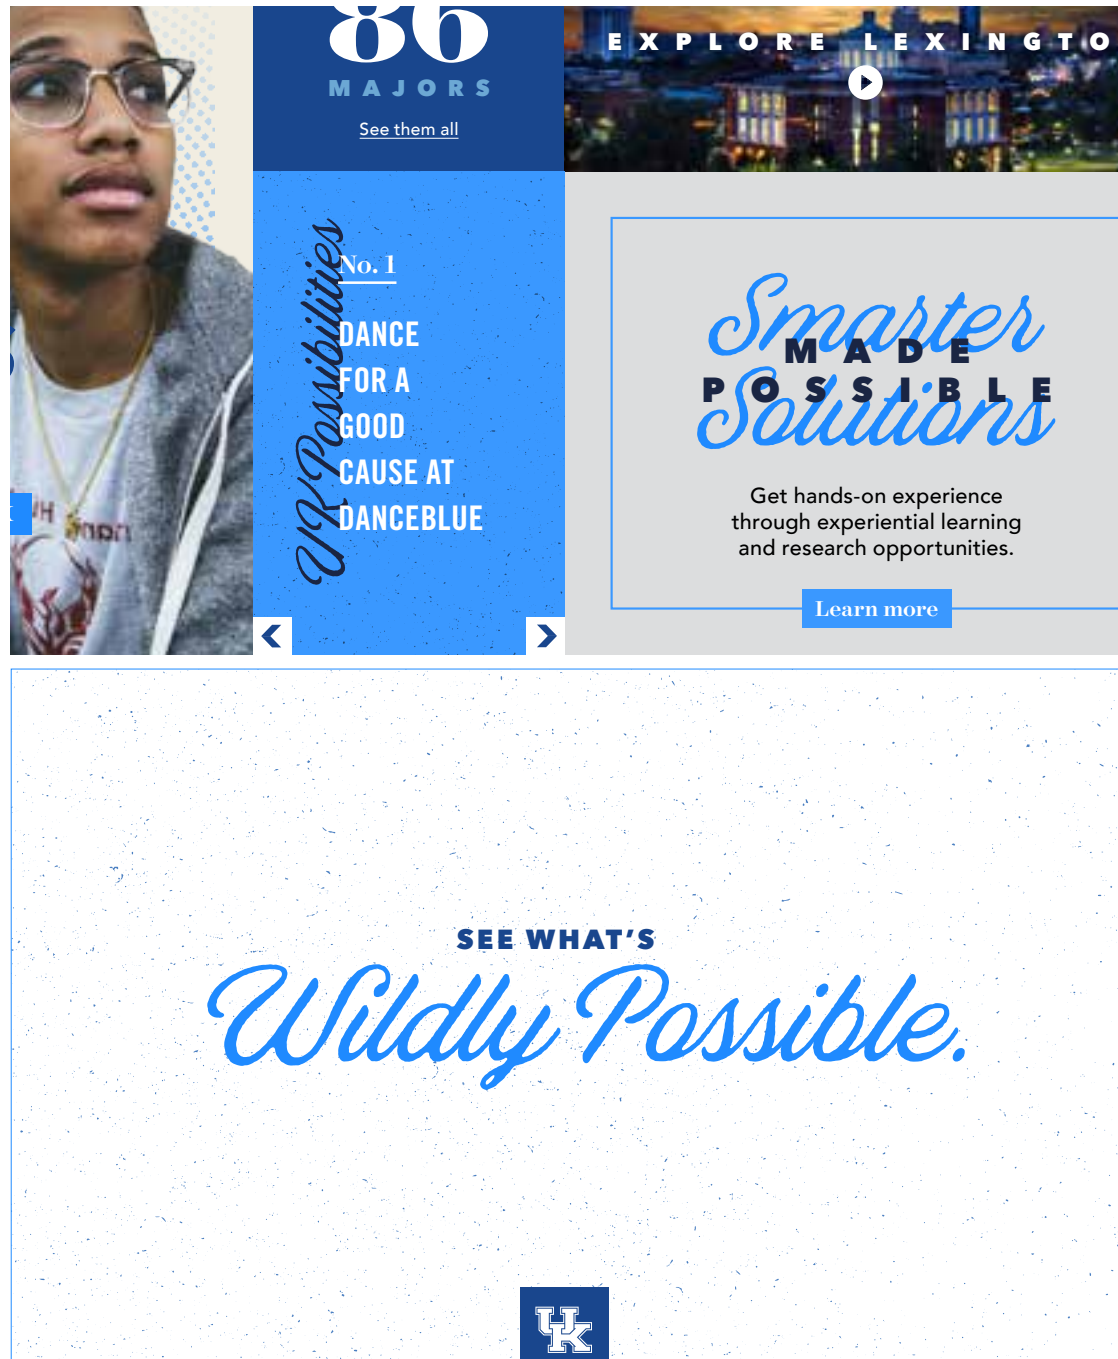 86
MAJORS
See them all
EXPLORE LEXINGTO
UK Possibilities
No. 1
DANCE
FOR A
GOOD
CAUSE AT
DANCEBLUE
Smarter
MADE
POSSIBLE
Solutions
Get hands-on experience
through experiential learning
and research opportunities.
Learn more
SEE WHAT'S
Wildly Possible.
UK